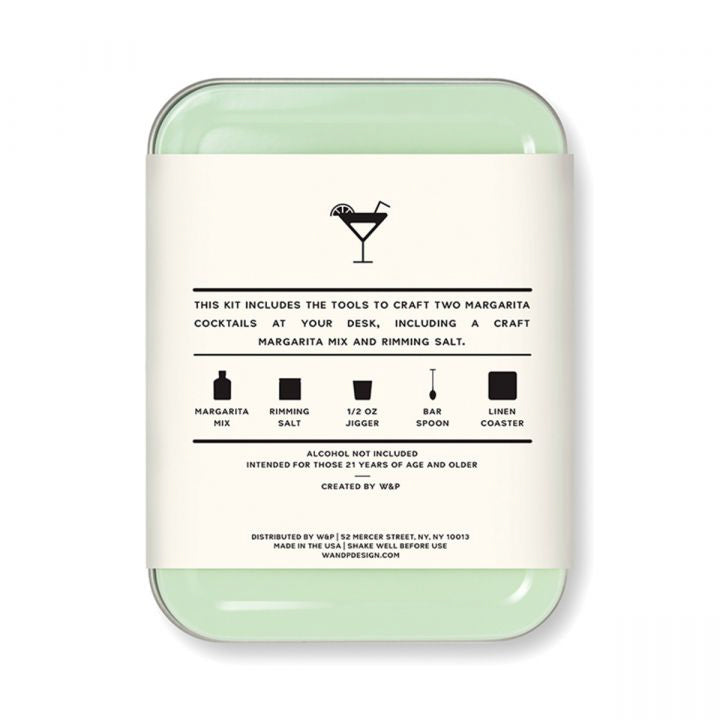 THIS KIT INCLUDES THE TOOLS TO CRAFT TWO MARGARITA
COCKTAILS AT YOUR DESK, INCLUDING A CRAFT
MARGARITA MIX AND RIMMING SALT.
MARGARITA MIX
RIMMING SALT
1/2 OZ JIGGER
BAR SPOON
LINEN COASTER
ALCOHOL NOT INCLUDED
INTENDED FOR THOSE 21 YEARS OF AGE AND OLDER
CREATED BY W&P
DISTRIBUTED BY W&P | 52 MERCER STREET, NY, NY 10013
MADE IN THE USA | SHAKE WELL BEFORE USE
WANDPDESIGN.COM